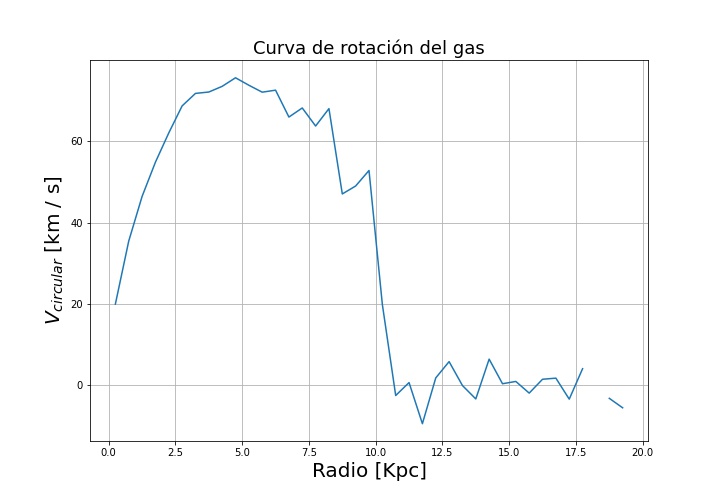 Curva de rotación del gas
V_circular [km / s]
60
40
20
0
0.0 2.5 5.0 7.5 10.0 12.5 15.0 17.5 20.0
Radio [Kpc]